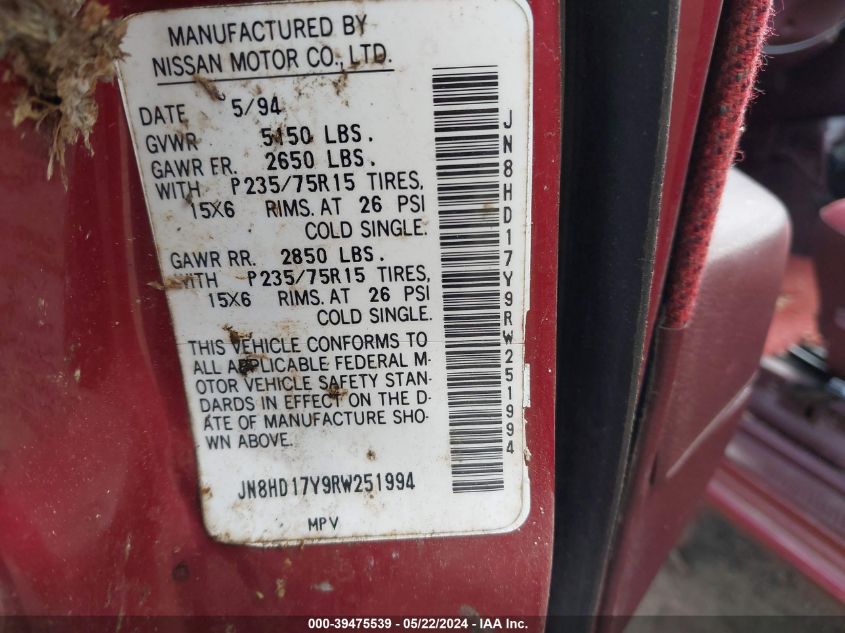 MANUFACTURED BY
NISSAN MOTOR CO., LTD.
DATE 5/94
GVWR 5150 LBS.
GAWR FR. 2650 LBS.
WITH P235/75R15 TIRES,
15X6 RIMS. AT 26 PSI
COLD SINGLE.
GAWR RR. 2850 LBS.
WITH P235/75R15 TIRES,
15X6 RIMS. AT 26 PSI
COLD SINGLE.
THIS VEHICLE CONFORMS TO
ALL APPLICABLE FEDERAL M-
OTOR VEHICLE SAFETY STAN-
DARDS IN EFFECT ON THE D-
ATE OF MANUFACTURE SHO-
WN ABOVE.
JN8HD17Y9RW251994
MPV
JN8HD17Y9RW251994
000-39475539 - 05/22/2024 - IAA Inc.